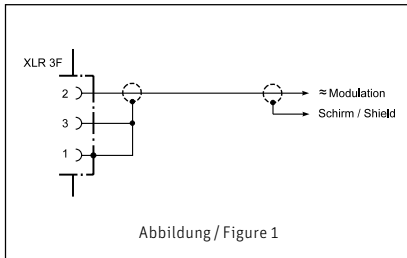 XLR 3F
2
≈ Modulation
Schirm / Shield
3
1
Abbildung / Figure 1